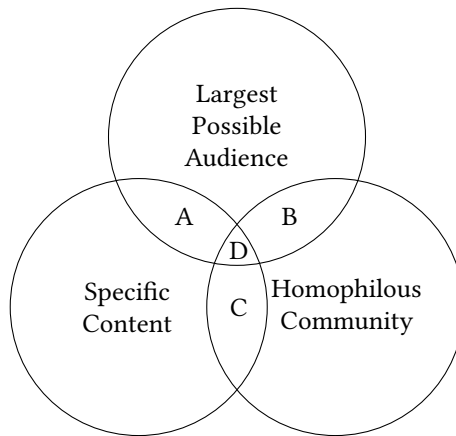 Largest
Possible
Audience
A
B
D
Specific
Content
C
Homophilous
Community